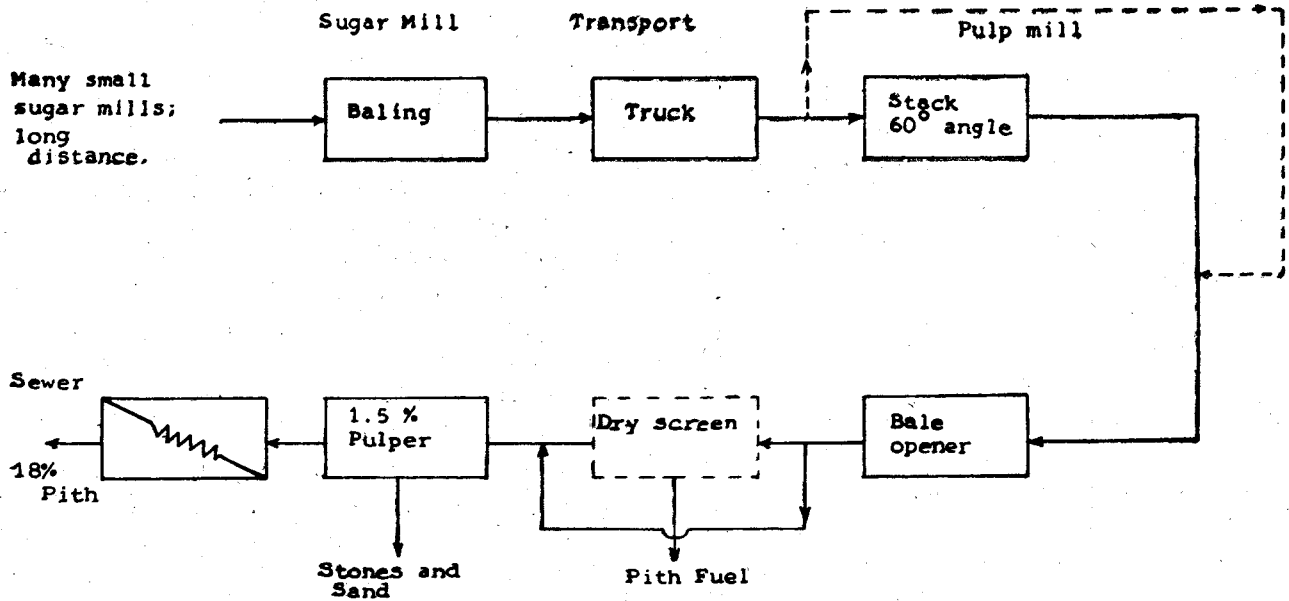 Sugar Mill
Transport
Pulp mill
Many small
sugar mills;
long
distance.
Baling
Truck
Stack
60° angle
Sewer
18%
Pith
1.5 %
Pulper
Dry screen
Bale
opener
Stones and
Sand
Pith Fuel